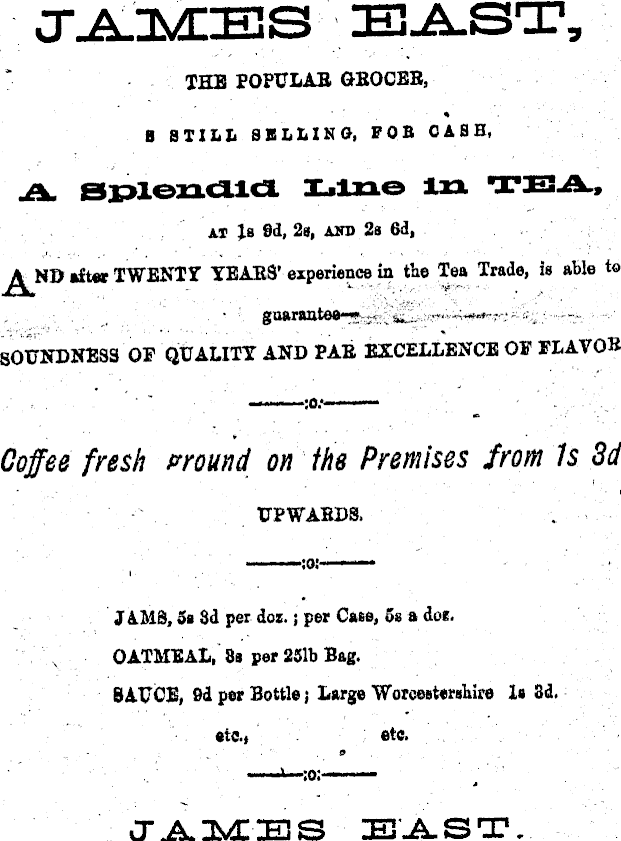 JAMES EAST,
THE POPULAR GROCER,
S STILL SELLING, FOR CASH,
A Splendid Line in TEA,
AT 1s 9d, 2s, AND 2s 6d,
AND after TWENTY YEARS' experience in the Tea Trade, is able to
guarantee—
SOUNDNESS OF QUALITY AND PAR EXCELLENCE OF FLAVOR
——:o:——
Coffee fresh ground on the Premises from 1s 3d
UPWARDS.
——:o:——
JAMS, 5s 3d per doz.; per Case, 5s a doz.
OATMEAL, 3s per 25lb Bag.
SAUCE, 9d per Bottle; Large Worcestershire 1s 3d.
etc., etc.
——:o:——
JAMES EAST.